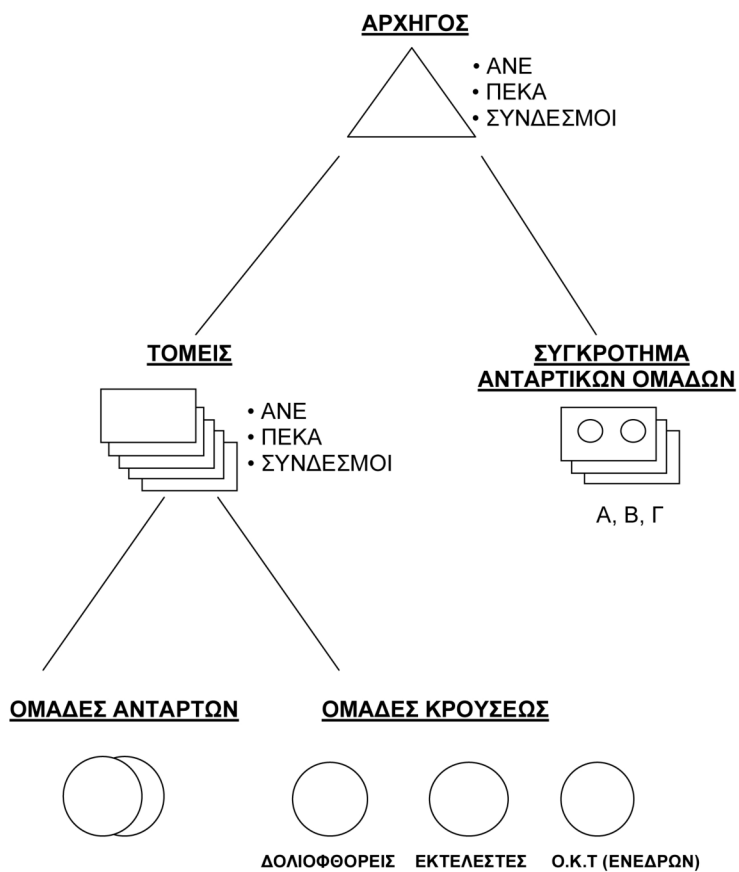 ΑΡΧΗΓΟΣ
• ΑΝΕ
• ΠΕΚΑ
• ΣΥΝΔΕΣΜΟΙ
ΤΟΜΕΙΣ
• ΑΝΕ
• ΠΕΚΑ
• ΣΥΝΔΕΣΜΟΙ
ΣΥΓΚΡΟΤΗΜΑ
ΑΝΤΑΡΤΙΚΩΝ ΟΜΑΔΩΝ
Α, Β, Γ
ΟΜΑΔΕΣ ΑΝΤΑΡΤΩΝ
ΟΜΑΔΕΣ ΚΡΟΥΣΕΩΣ
ΔΟΛΙΟΦΘΟΡΕΙΣ
ΕΚΤΕΛΕΣΤΕΣ
Ο.Κ.Τ (ΕΝΕΔΡΩΝ)